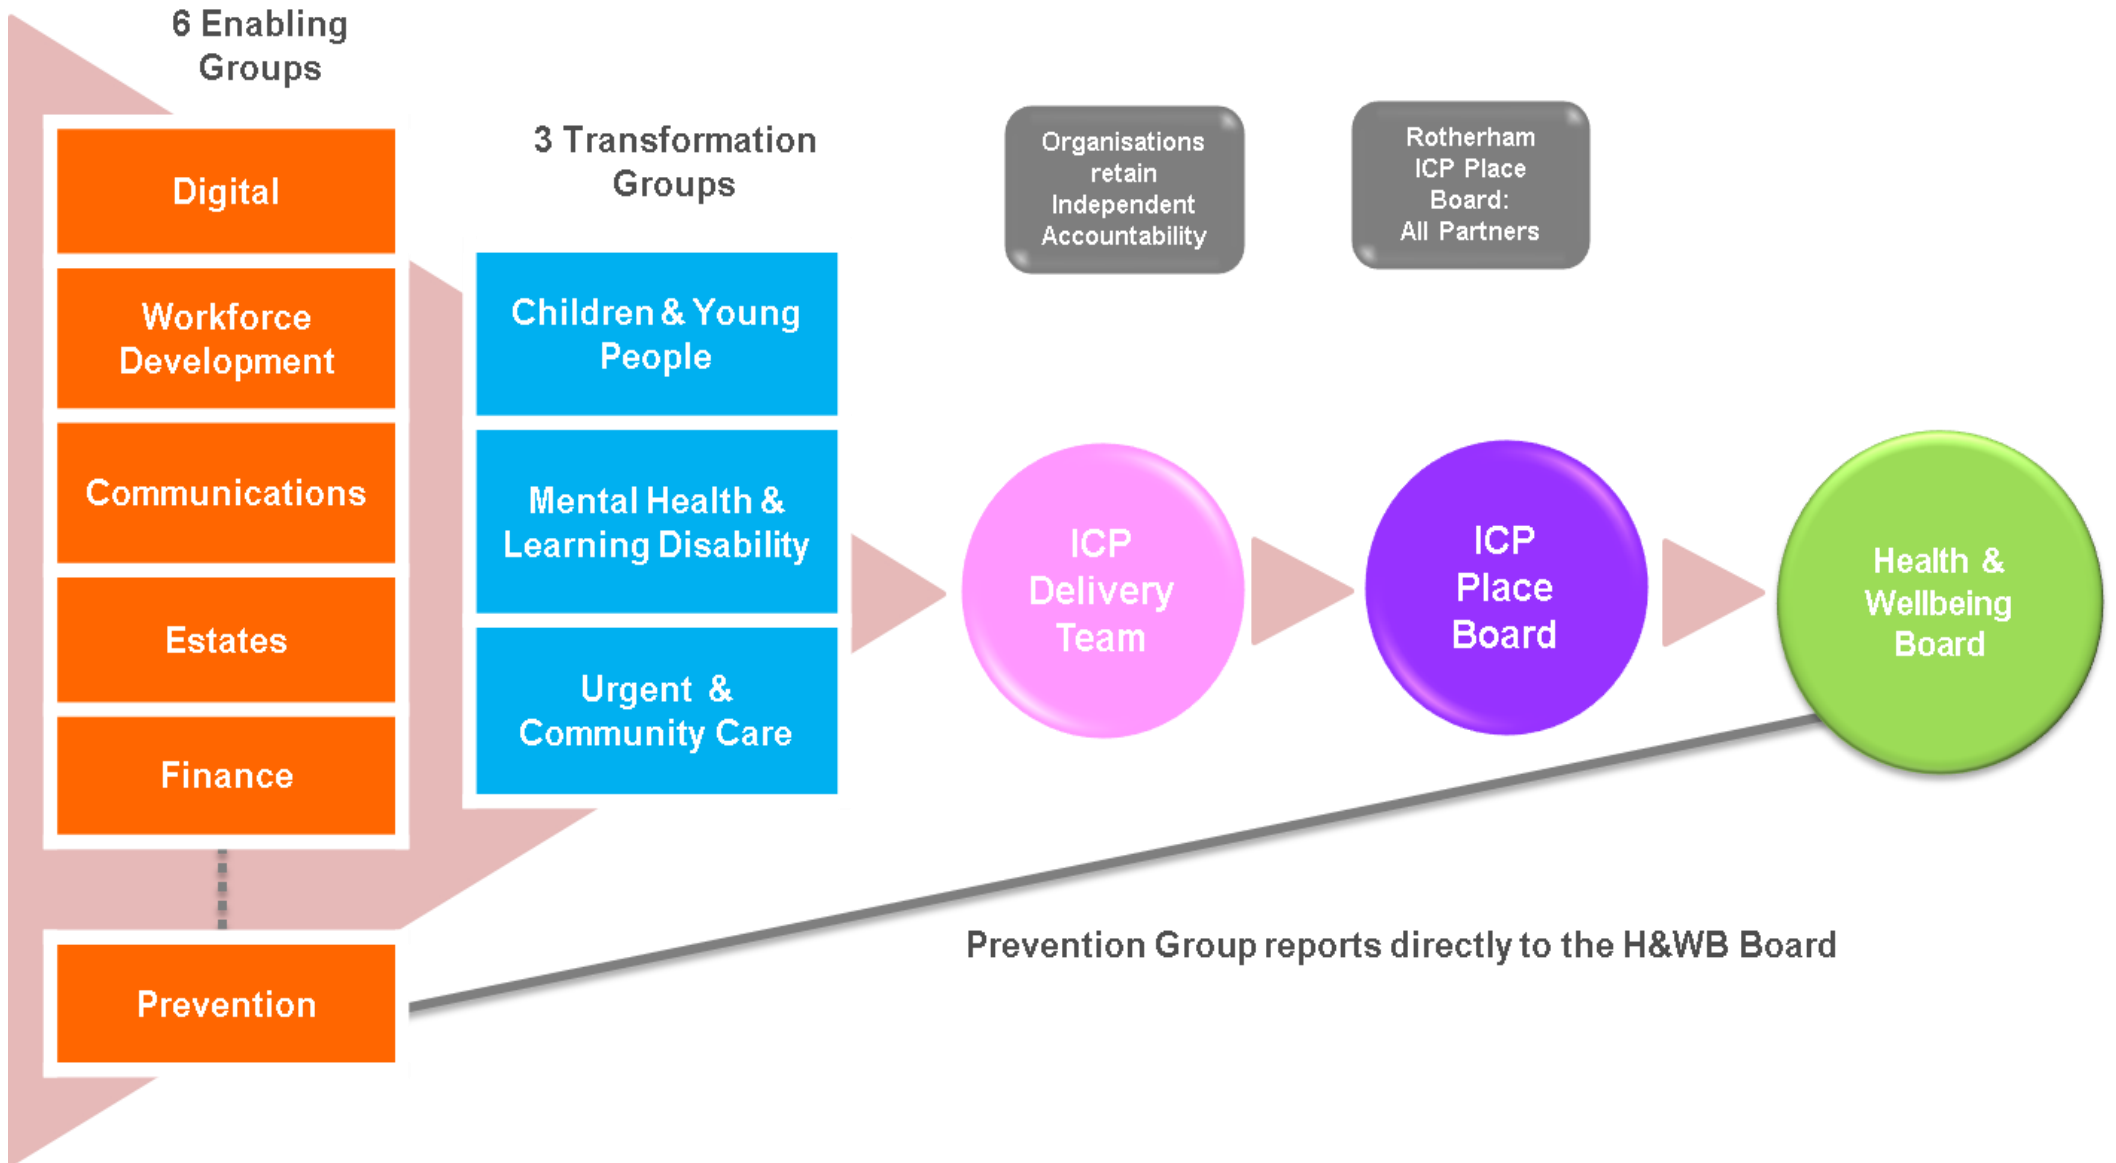 6 Enabling
Groups
Digital
Workforce
Development
Communications
Estates
Finance
Prevention
3 Transformation
Groups
Children & Young
People
Mental Health &
Learning Disability
Urgent &
Community Care
Organisations
retain
Independent
Accountability
Rotherham
ICP Place
Board:
All Partners
ICP
Delivery
Team
ICP
Place
Board
Health &
Wellbeing
Board
Prevention Group reports directly to the H&WB Board